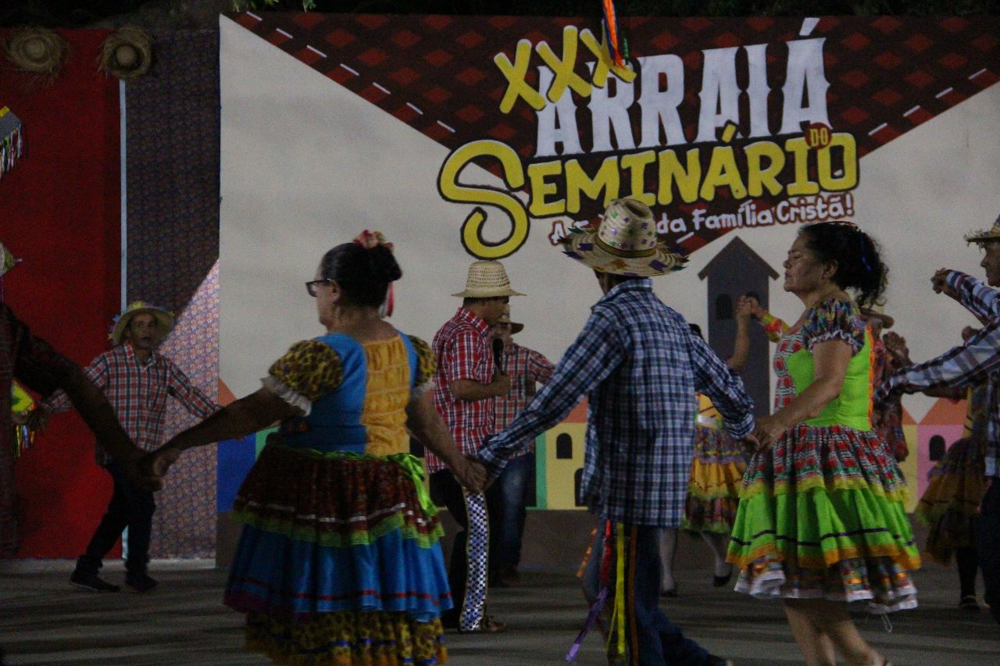 XXX
ARRAIÁ
DO
SEMINÁRIO
A da Família Cristã!